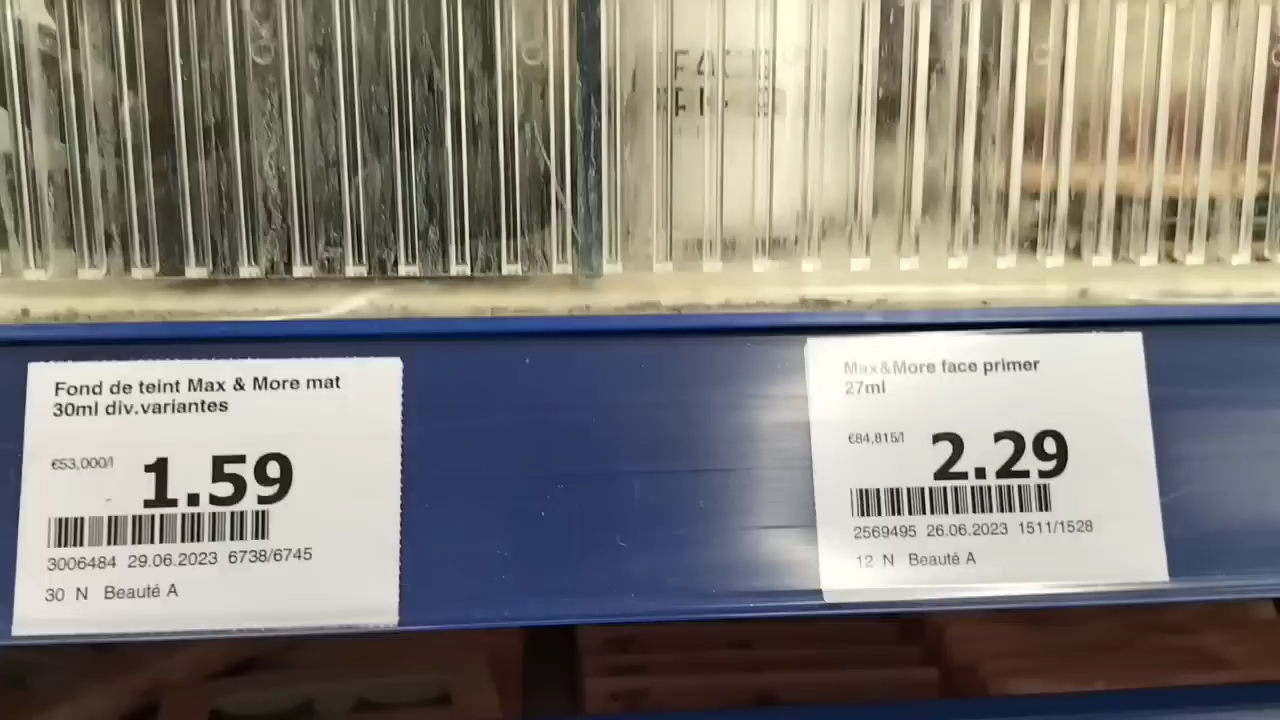 FACE
Fond de teint Max & More mat
30ml div.variantes
€53,000/l
1.59
3006484 29.06.2023 6738/6745
30 N Beauté A
Max&More face primer
27ml
€84,815/l
2.29
2569495 26.06.2023 1511/1528
12 N Beauté A